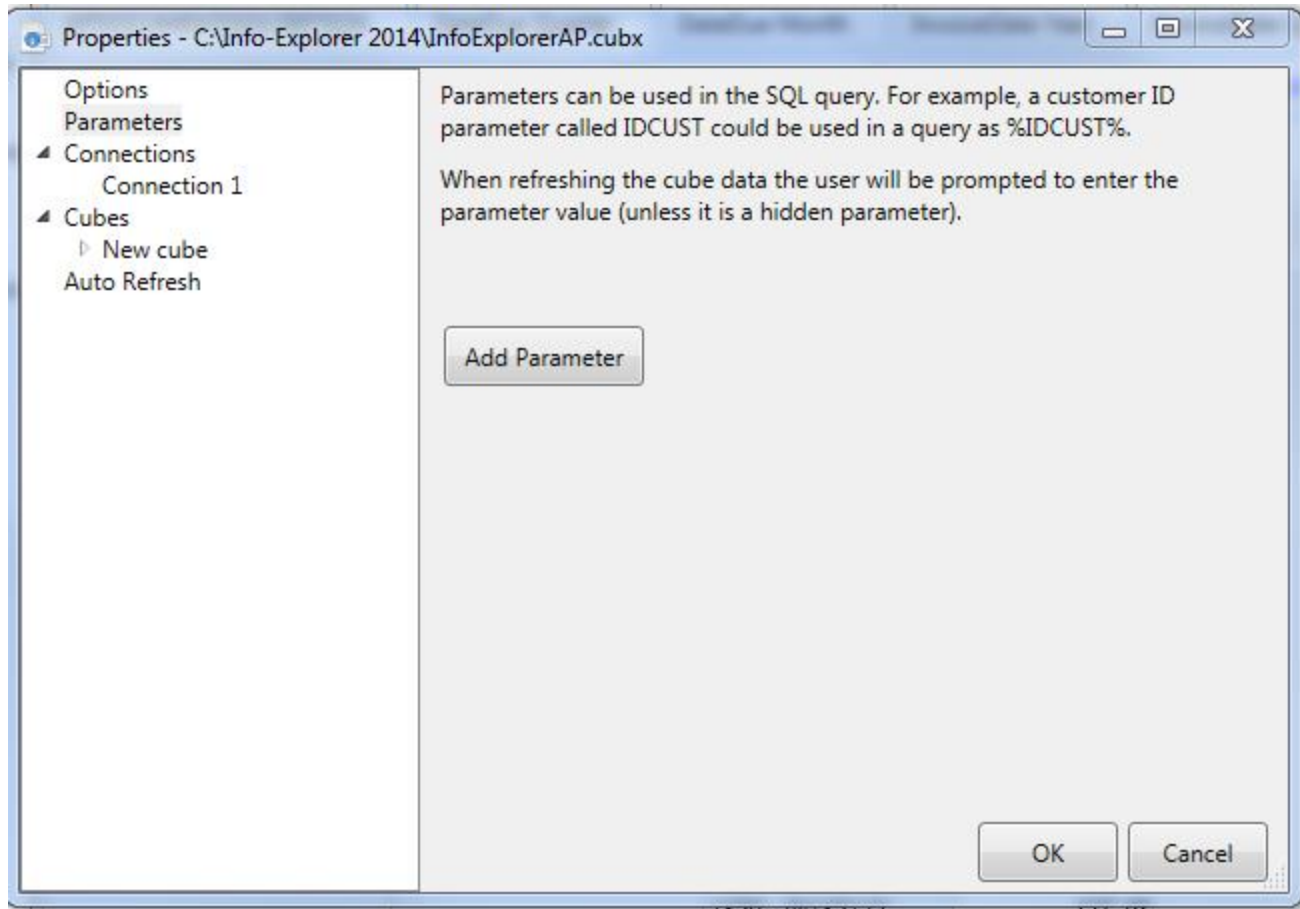 Properties - C:\Info-Explorer 2014\InfoExplorerAP.cubx
Options
Parameters
Connections
Connection 1
Cubes
New cube
Auto Refresh
Parameters can be used in the SQL query. For example, a customer ID
parameter called IDCUST could be used in a query as %IDCUST%.
When refreshing the cube data the user will be prompted to enter the
parameter value (unless it is a hidden parameter).
Add Parameter
OK
Cancel